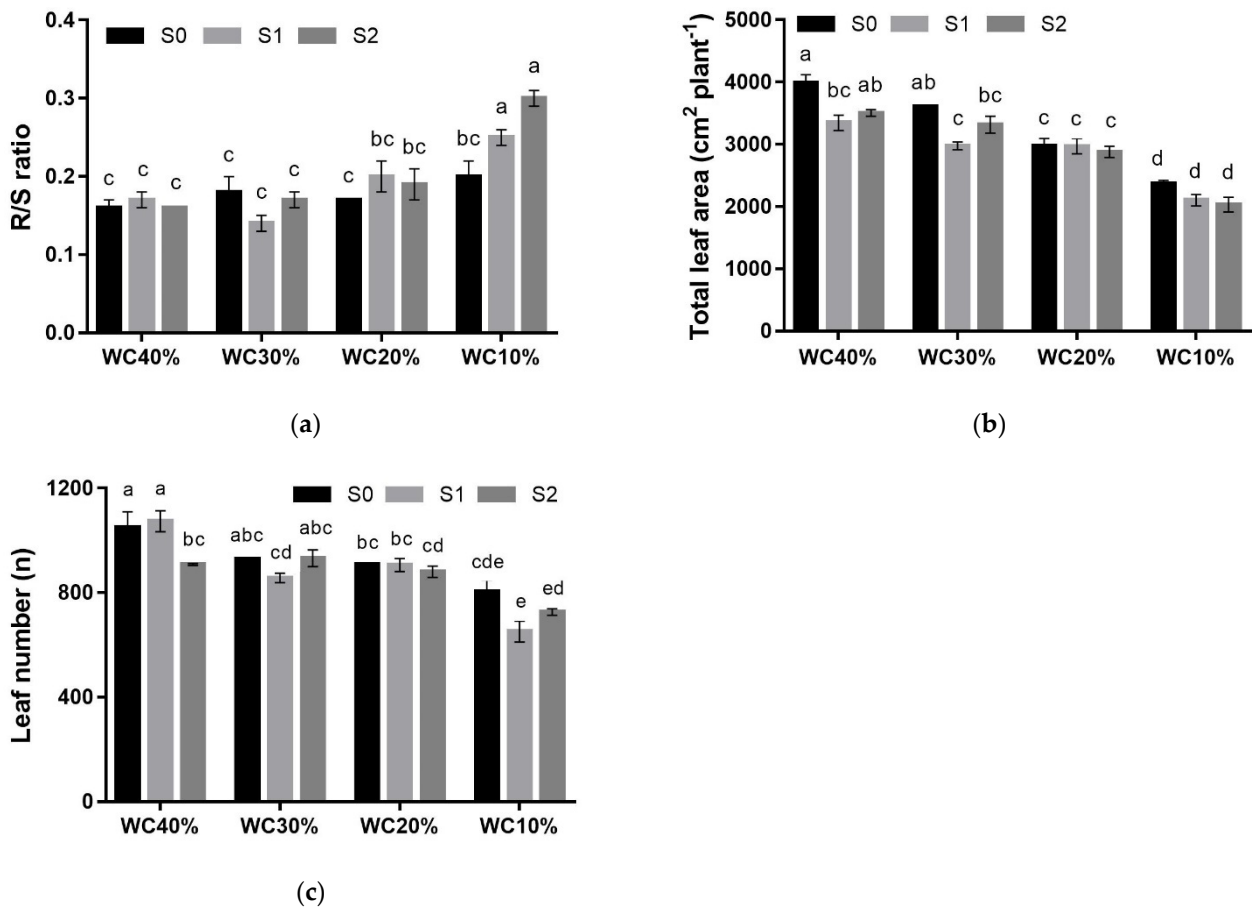 0.4
S0 S1 S2
a
a
0.3
bc bc
bc
c
c c c
c
c
c
0.2
0.1
0.0
R/S ratio
WC40% WC30% WC20% WC10%
(a)
5000
S0 S1 S2
a
4000
bc ab
ab
c
bc
c c c
d d d
3000
2000
1000
0
Total leaf area (cm² plant⁻¹)
WC40% WC30% WC20% WC10%
(b)
1200
S0 S1 S2
a a
bc
abc cd abc
bc bc cd
cde e ed
800
400
0
Leaf number (n)
WC40% WC30% WC20% WC10%
(c)